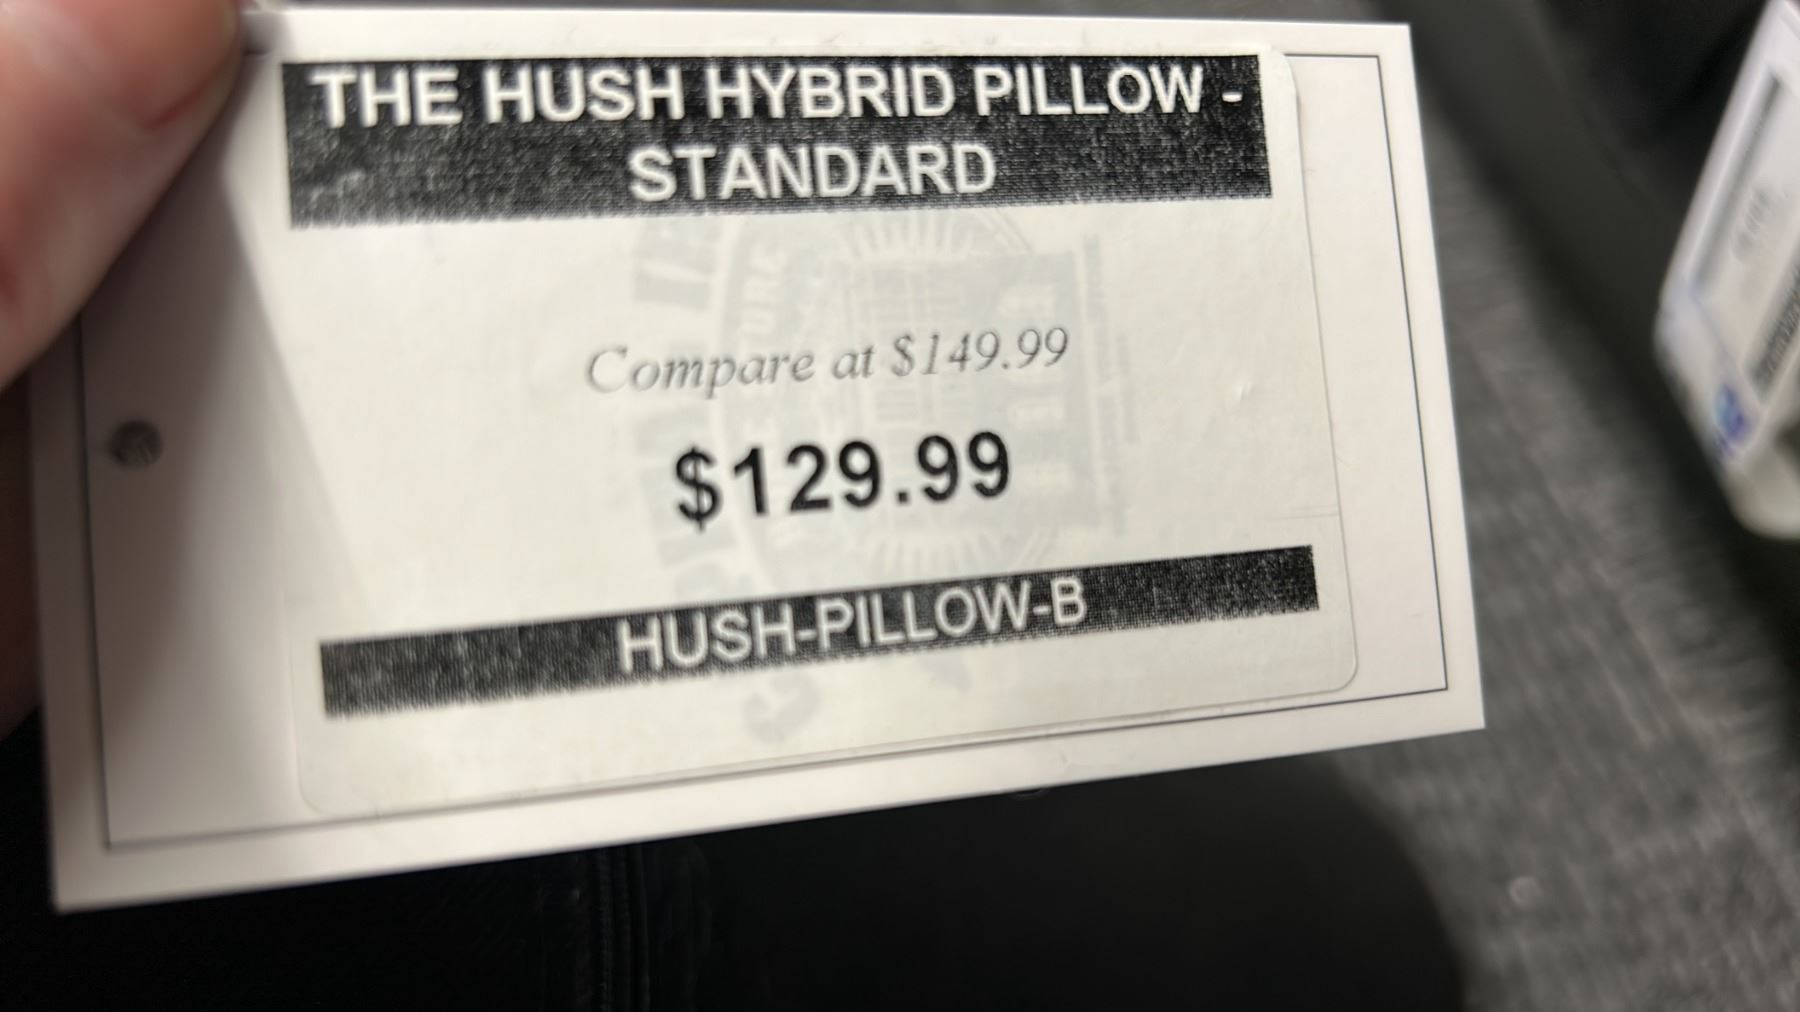 THE HUSH HYBRID PILLOW -
STANDARD
Compare at $149.99
$129.99
HUSH-PILLOW-B